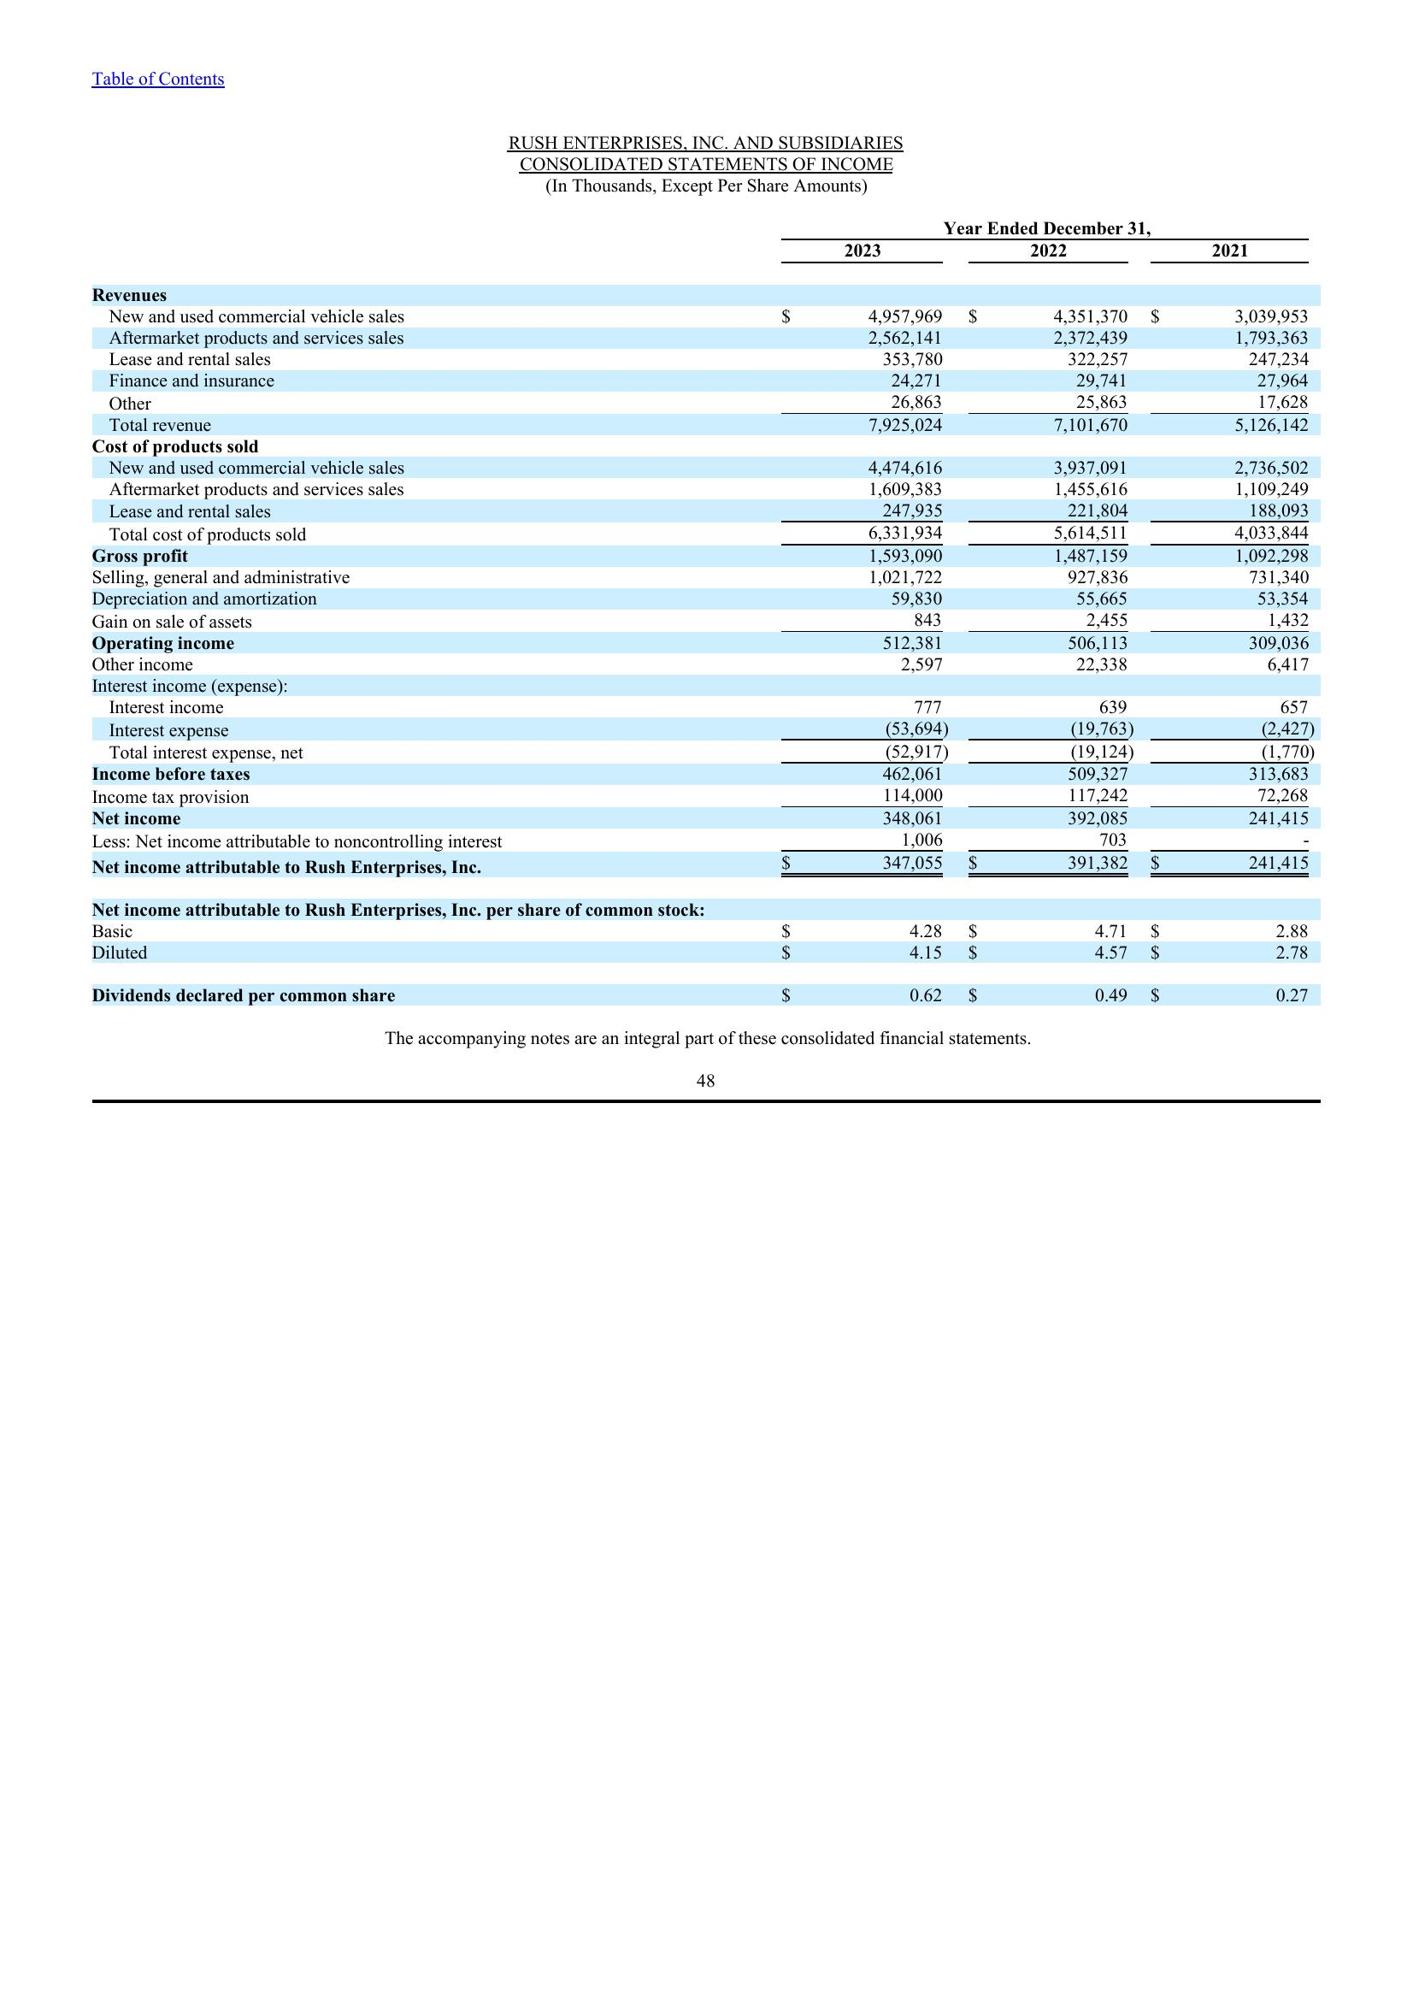 Table of Contents
RUSH ENTERPRISES, INC. AND SUBSIDIARIES
CONSOLIDATED STATEMENTS OF INCOME
(In Thousands, Except Per Share Amounts)
Year Ended December 31,
2023 2022 2021
Revenues
New and used commercial vehicle sales $ 4,957,969 $ 4,351,370 $ 3,039,953
Aftermarket products and services sales 2,562,141 2,372,439 1,793,363
Lease and rental sales 353,780 322,257 247,234
Finance and insurance 24,271 29,741 27,964
Other 26,863 25,863 17,628
Total revenue 7,925,024 7,101,670 5,126,142
Cost of products sold
New and used commercial vehicle sales 4,474,616 3,937,091 2,736,502
Aftermarket products and services sales 1,609,383 1,455,616 1,109,249
Lease and rental sales 247,935 221,804 188,093
Total cost of products sold 6,331,934 5,614,511 4,033,844
Gross profit 1,593,090 1,487,159 1,092,298
Selling, general and administrative 1,021,722 927,836 731,340
Depreciation and amortization 59,830 55,665 53,354
Gain on sale of assets 843 2,455 1,432
Operating income 512,381 506,113 309,036
Other income 2,597 22,338 6,417
Interest income (expense):
Interest income 777 639 657
Interest expense (53,694) (19,763) (2,427)
Total interest expense, net (52,917) (19,124) (1,770)
Income before taxes 462,061 509,327 313,683
Income tax provision 114,000 117,242 72,268
Net income 348,061 392,085 241,415
Less: Net income attributable to noncontrolling interest 1,006 703 -
Net income attributable to Rush Enterprises, Inc. $ 347,055 $ 391,382 $ 241,415
Net income attributable to Rush Enterprises, Inc. per share of common stock:
Basic $ 4.28 $ 4.71 $ 2.88
Diluted $ 4.15 $ 4.57 $ 2.78
Dividends declared per common share $ 0.62 $ 0.49 $ 0.27
The accompanying notes are an integral part of these consolidated financial statements.
48